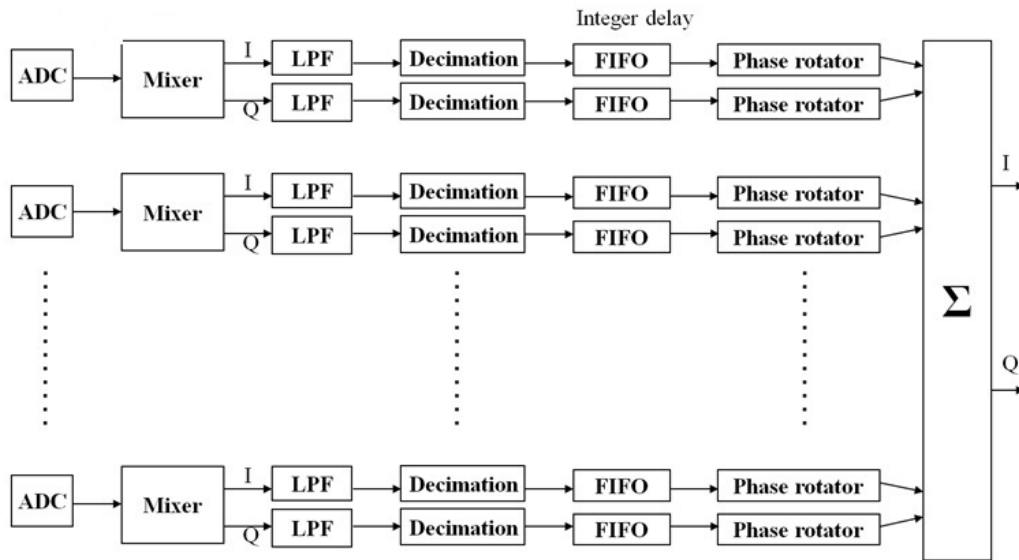 Integer delay
ADC
Mixer
I
LPF
Decimation
FIFO
Phase rotator
Q
LPF
Decimation
FIFO
Phase rotator
ADC
Mixer
I
LPF
Decimation
FIFO
Phase rotator
Q
LPF
Decimation
FIFO
Phase rotator
ADC
Mixer
I
LPF
Decimation
FIFO
Phase rotator
Q
LPF
Decimation
FIFO
Phase rotator
Σ
I
Q